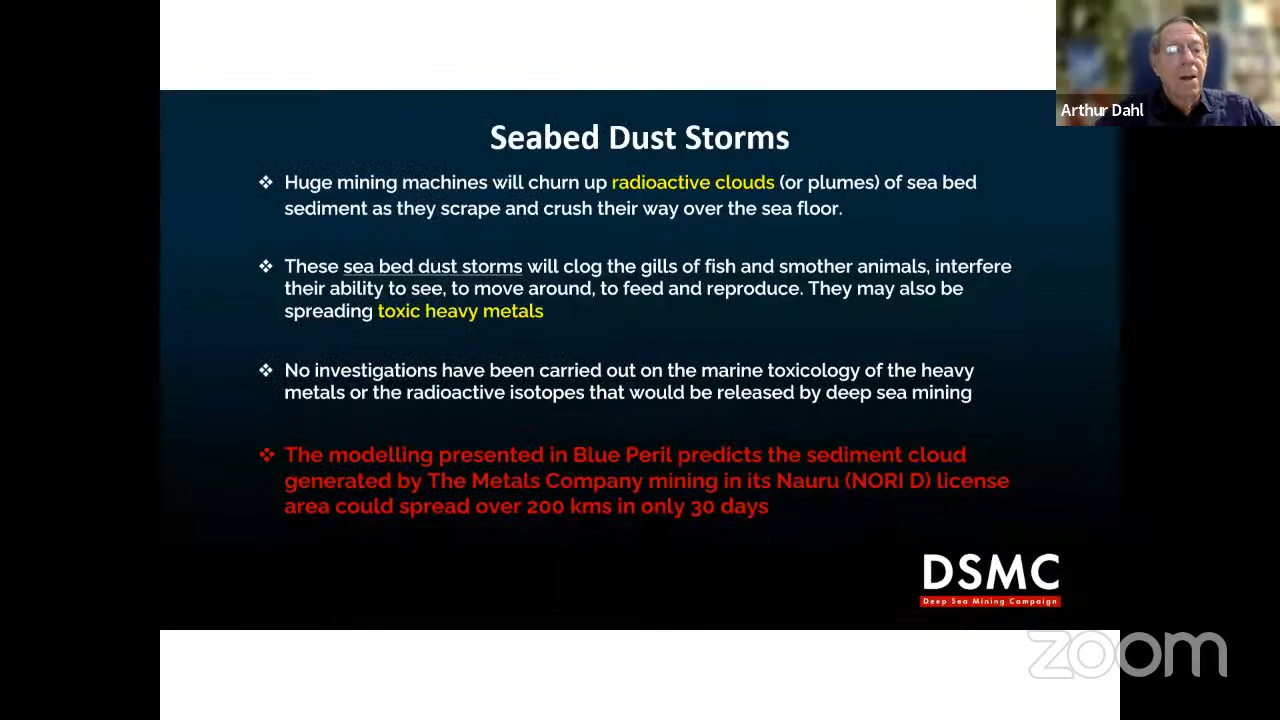 Arthur Dahl
Seabed Dust Storms
❖ Huge mining machines will churn up radioactive clouds (or plumes) of sea bed
sediment as they scrape and crush their way over the sea floor.
❖ These sea bed dust storms will clog the gills of fish and smother animals, interfere
their ability to see, to move around, to feed and reproduce. They may also be
spreading toxic heavy metals
❖ No investigations have been carried out on the marine toxicology of the heavy
metals or the radioactive isotopes that would be released by deep sea mining
❖ The modelling presented in Blue Peril predicts the sediment cloud
generated by The Metals Company mining in its Nauru (NORI D) license
area could spread over 200 kms in only 30 days
DSMC
Deep Sea Mining Campaign
zoom